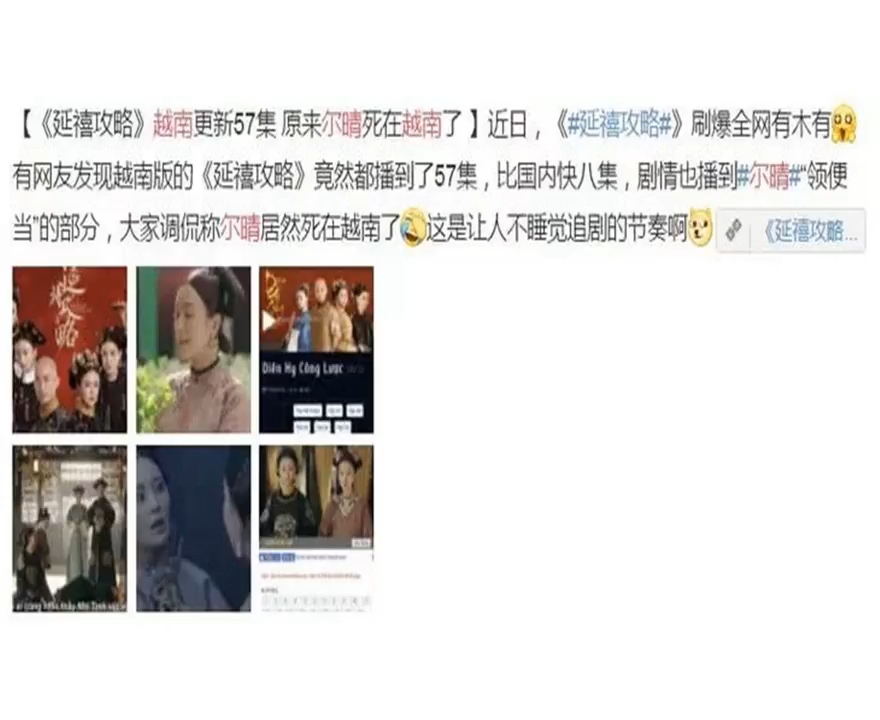 【《延禧攻略》越南更新57集 原来尔晴死在越南了 】近日，《#延禧攻略#》刷爆全网有木有
有网友发现越南版的《延禧攻略》竟然都播到了57集，比国内快八集，剧情也播到#尔晴#“领便
当”的部分，大家调侃称尔晴居然死在越南了 这是让人不睡觉追剧的节奏啊 《延禧攻略...
延禧攻略
Diên Hy Công Lược